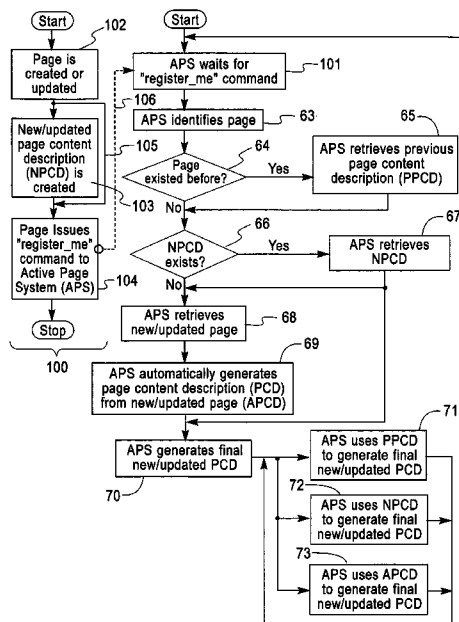 Start
102
Page is
created or
updated
106
New/updated
page content
description
(NPCD) is
created
105
103
Page Issues
"register_me"
command to
Active Page
System (APS)
104
Stop
100
Start
APS waits for
"register_me" command
101
APS identifies page
63
64
Page
existed before?
Yes
No
65
APS retrieves previous
page content
description (PPCD)
66
NPCD
exists?
Yes
No
67
APS retrieves
NPCD
APS retrieves
new/updated page
68
69
APS automatically generates
page content description (PCD)
from new/updated page (APCD)
APS generates final
new/updated PCD
70
71
APS uses PPCD
to generate final
new/updated PCD
72
APS uses NPCD
to generate final
new/updated PCD
73
APS uses APCD
to generate final
new/updated PCD